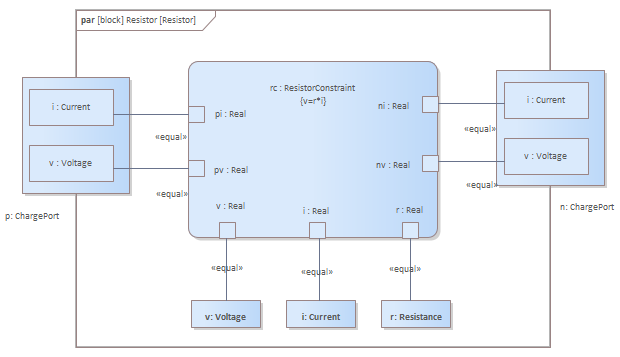 par [block] Resistor [Resistor]
rc : ResistorConstraint
{v=r*i}
i : Current
pi : Real
ni : Real
i : Current
«equal»
«equal»
v : Voltage
pv : Real
nv : Real
v : Voltage
«equal»
«equal»
p: ChargePort
v : Real
i : Real
r : Real
n: ChargePort
«equal»
«equal»
«equal»
v: Voltage
i: Current
r: Resistance